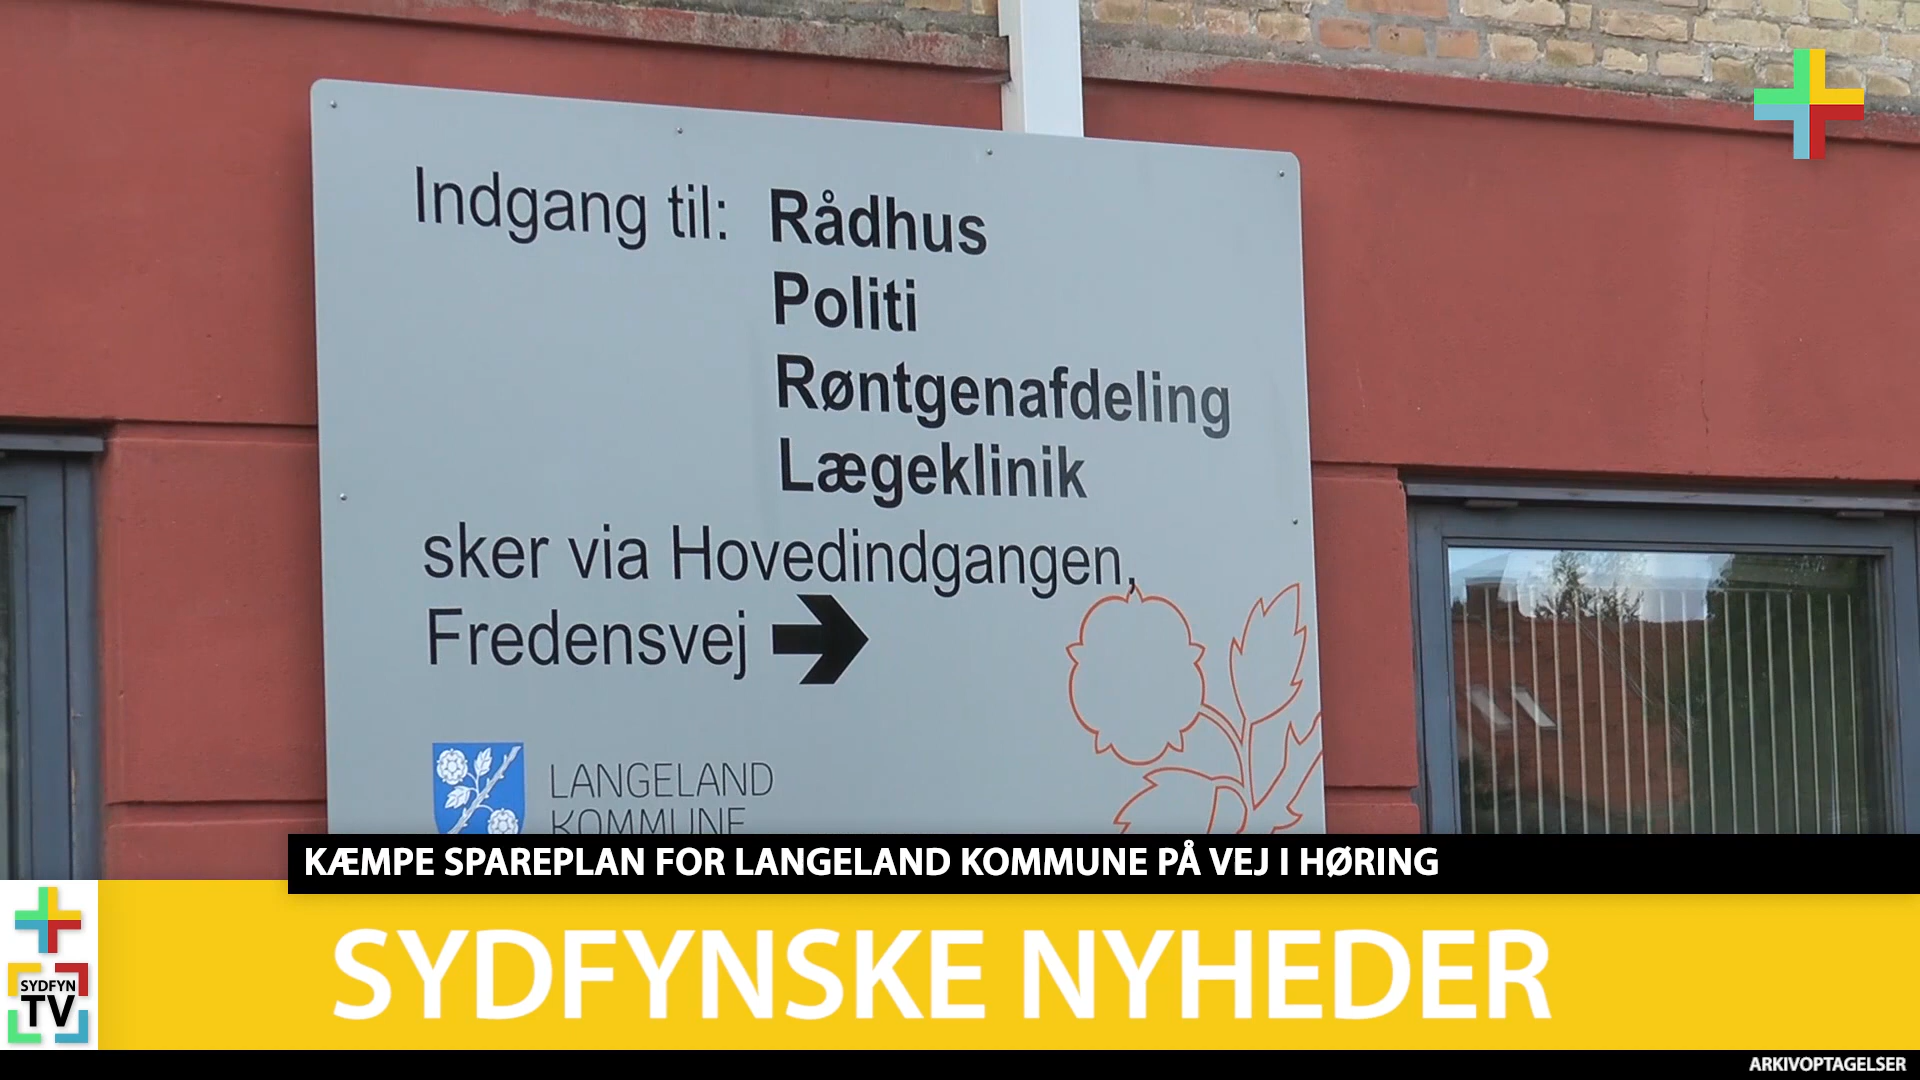 Indgang til: Rådhus
Politi
Røntgenafdeling
Lægeklinik
sker via Hovedindgangen,
Fredensvej
LANGELAND
KOMMUNE
KÆMPE SPAREPLAN FOR LANGELAND KOMMUNE PÅ VEJ I HØRING
SYDFYNSKE NYHEDER
SYDFYN
TV
ARKIVOPTAGELSER